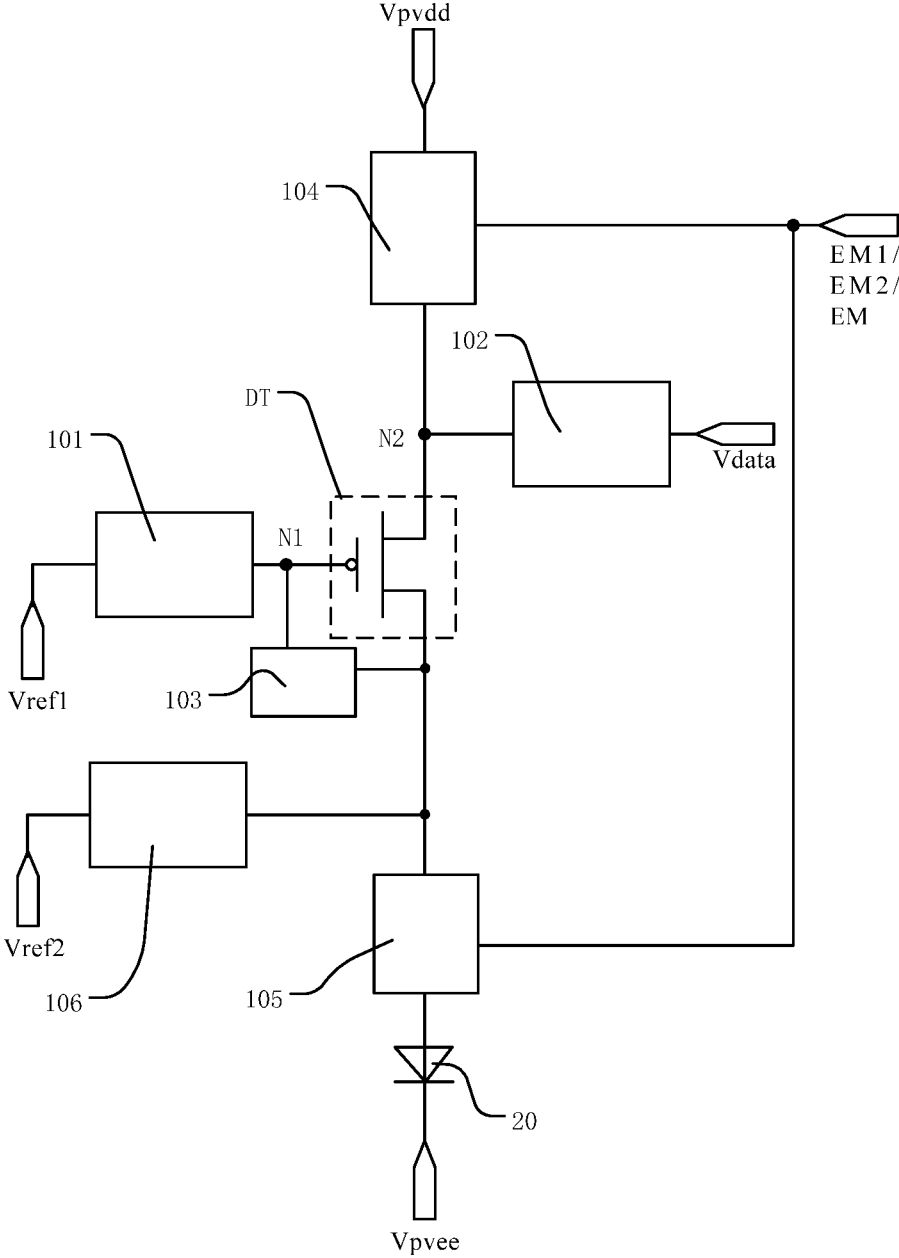 Vpvdd
104
EM1/
EM2/
EM
102
DT
N2
101
Vdata
N1
Vref1
103
Vref2
106
105
20
Vpvee